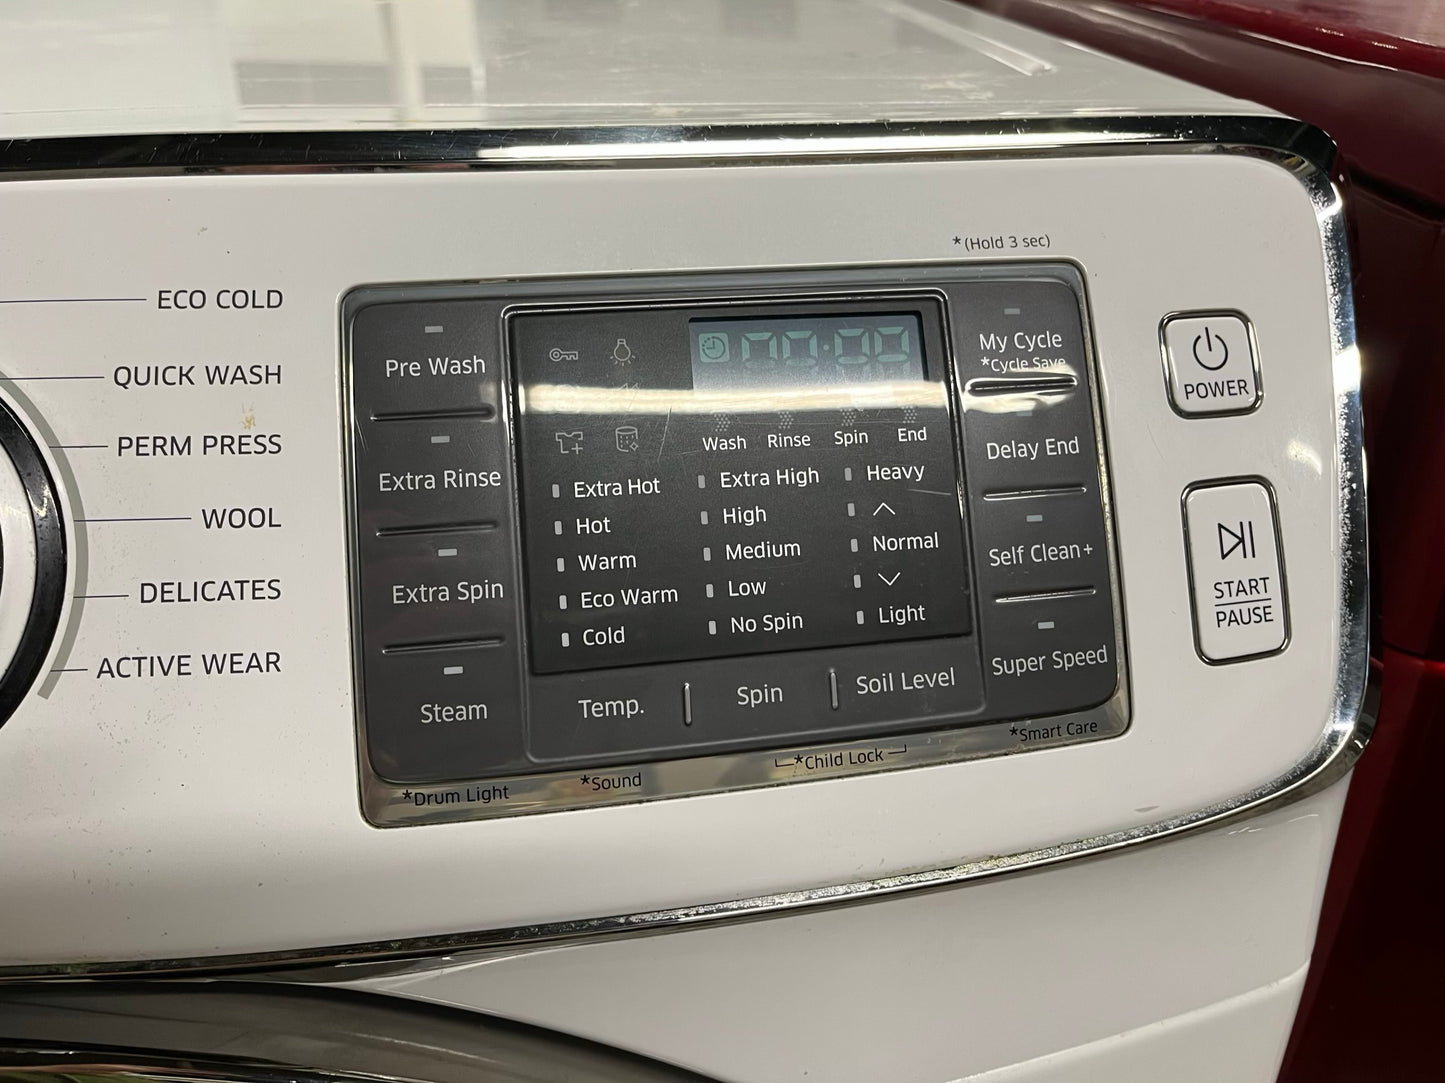 *(Hold 3 sec)
ECO COLD
QUICK WASH
PERM PRESS
WOOL
DELICATES
ACTIVE WEAR
Pre Wash
Extra Rinse
Extra Spin
Steam
Wash Rinse Spin End
Extra Hot
Hot
Warm
Eco Warm
Cold
Extra High
High
Medium
Low
No Spin
Heavy
Normal
Light
Temp.
Spin
Soil Level
My Cycle
*Cycle Save
Delay End
Self Clean+
Super Speed
*Drum Light
*Sound
*Child Lock
*Smart Care
POWER
START
PAUSE